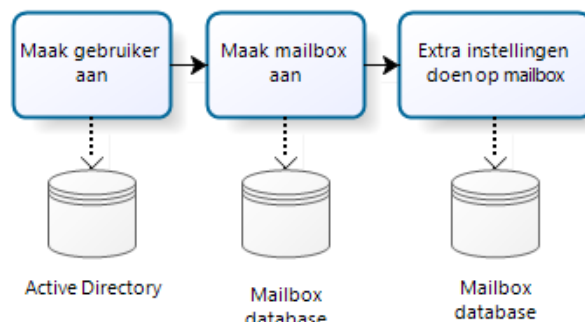 Maak gebruiker
aan
Maak mailbox
aan
Extra instellingen
doen op mailbox
Active Directory
Mailbox
database
Mailbox
database